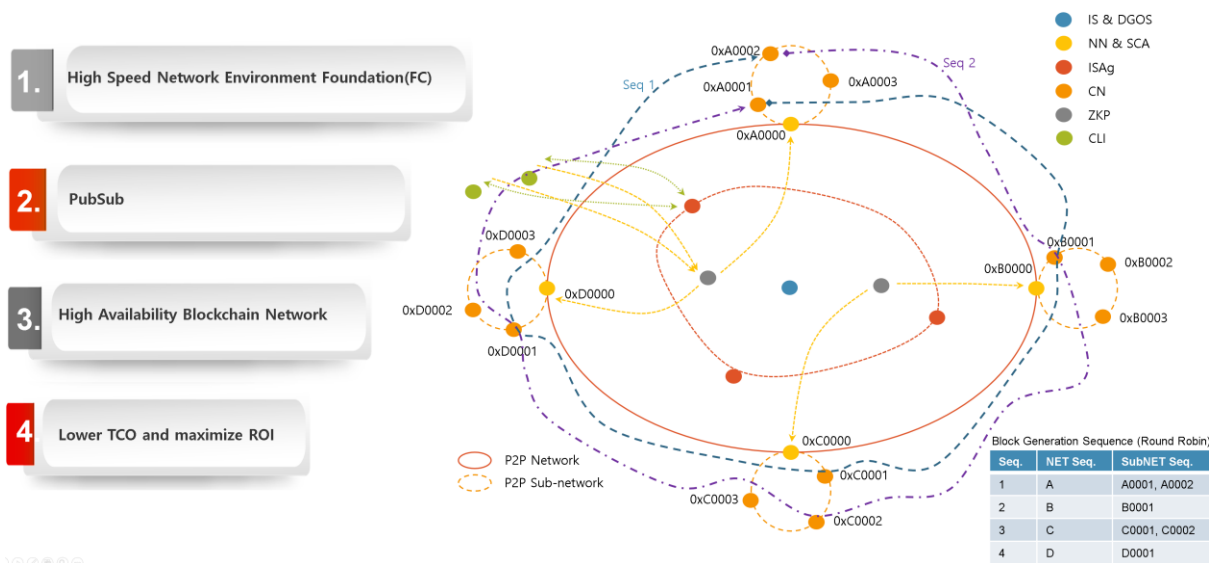 1.
High Speed Network Environment Foundation(FC)
2.
PubSub
3.
High Availability Blockchain Network
4
Lower TCO and maximize ROI
IS & DGOS
NN & SCA
ISAg
CN
ZKP
CLI
Seq 1
Seq 2
0xA0002
0xA0003
0xA0001
0xA0000
0xD0003
0xD0002
0xD0000
0xD0001
0xB0001
0xB0002
0xB0000
0xB0003
0xC0000
0xC0001
0xC0003
0xC0002
P2P Network
P2P Sub-network
Block Generation Sequence (Round Robin)
Seq. NET Seq. SubNET Seq.
1 A A0001, A0002
2 B B0001
3 C C0001, C0002
4 D D0001